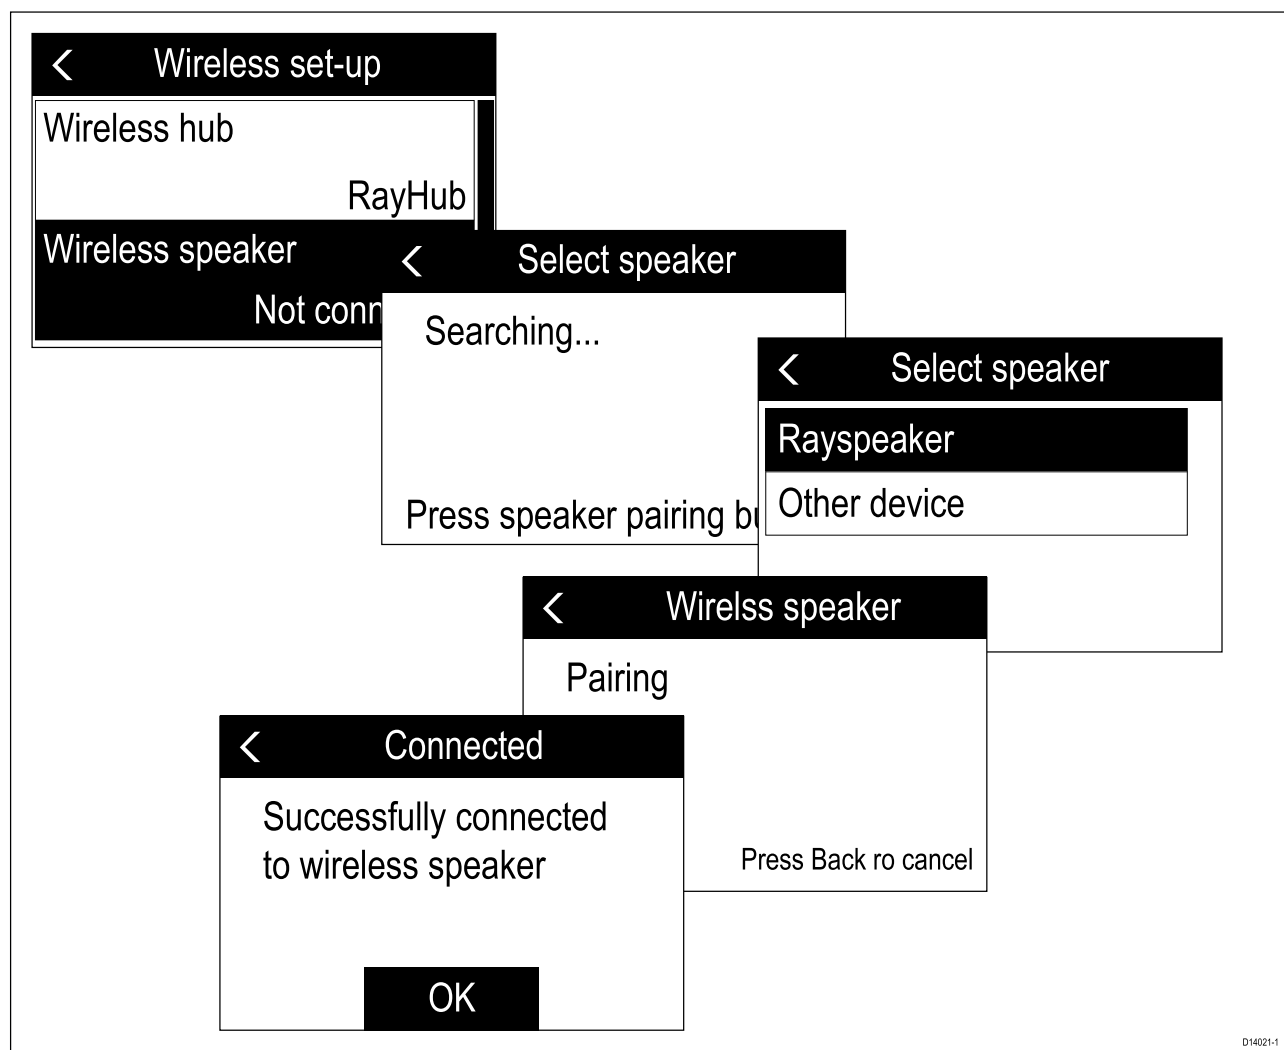 Wireless set-up
Wireless hub
RayHub
Wireless speaker
Not conn
Select speaker
Searching...
Press speaker pairing
Select speaker
Rayspeaker
Other device
Wirelss speaker
Pairing
Press Back ro cancel
Connected
Successfully connected
to wireless speaker
OK
D14021-1